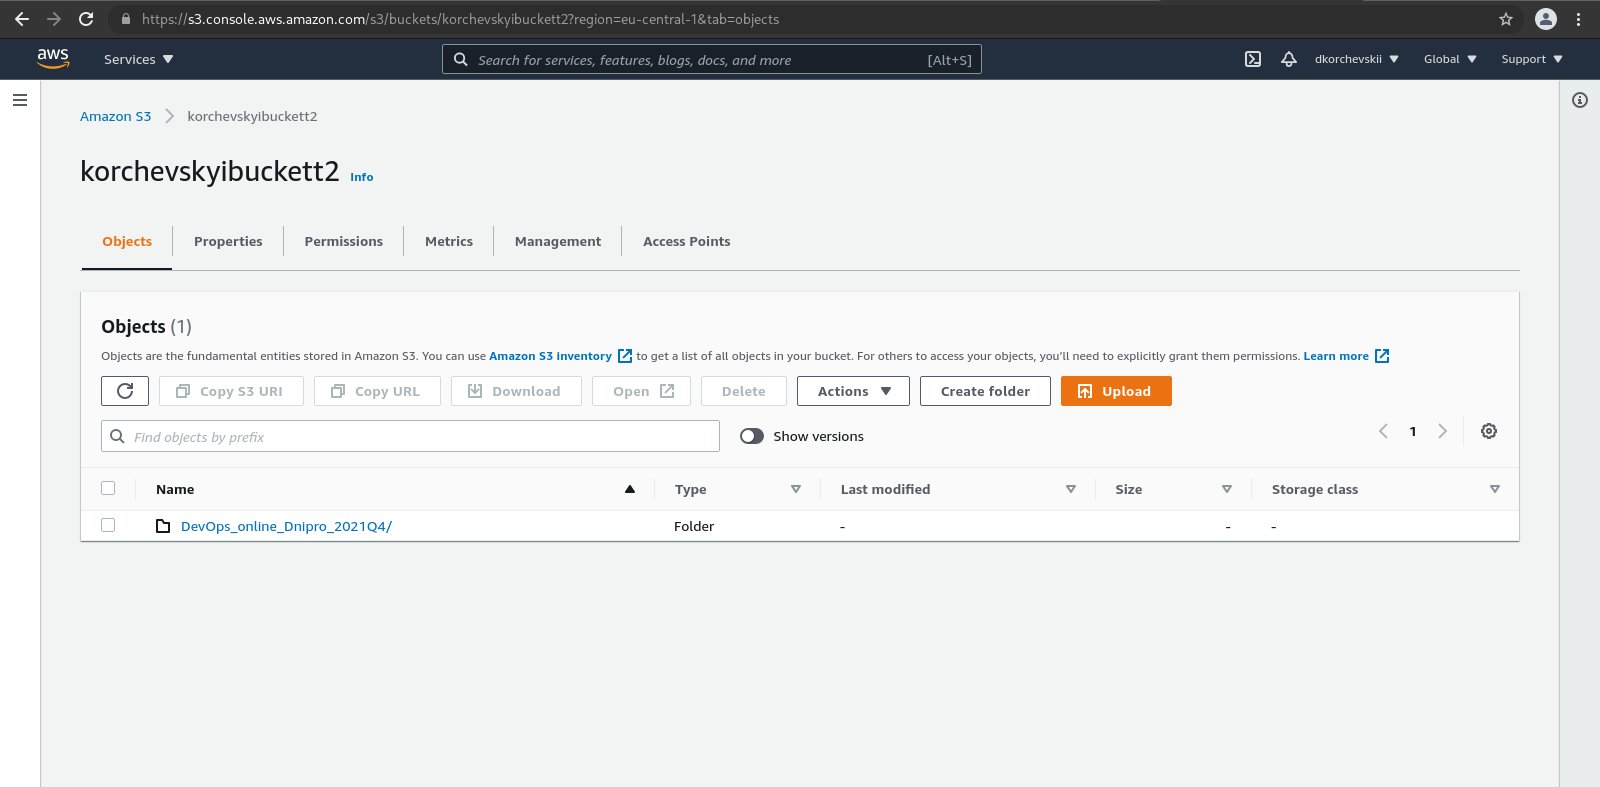 https://s3.console.aws.amazon.com/s3/buckets/korchevskyibuckett2?region=eu-central-1&tab=objects
aws Services Search for services, features, blogs, docs, and more [Alt+S] dkorchevskii Global Support
Amazon S3 korchevskyibuckett2
korchevskyibuckett2 Info
Objects Properties Permissions Metrics Management Access Points
Objects (1)
Objects are the fundamental entities stored in Amazon S3. You can use Amazon S3 inventory to get a list of all objects in your bucket. For others to access your objects, you'll need to explicitly grant them permissions. Learn more
Copy S3 URI Copy URL Download Open Delete Actions Create folder Upload
Find objects by prefix Show versions 1
Name Type Last modified Size Storage class
DevOps_online_Dnipro_2021Q4/ Folder - - -